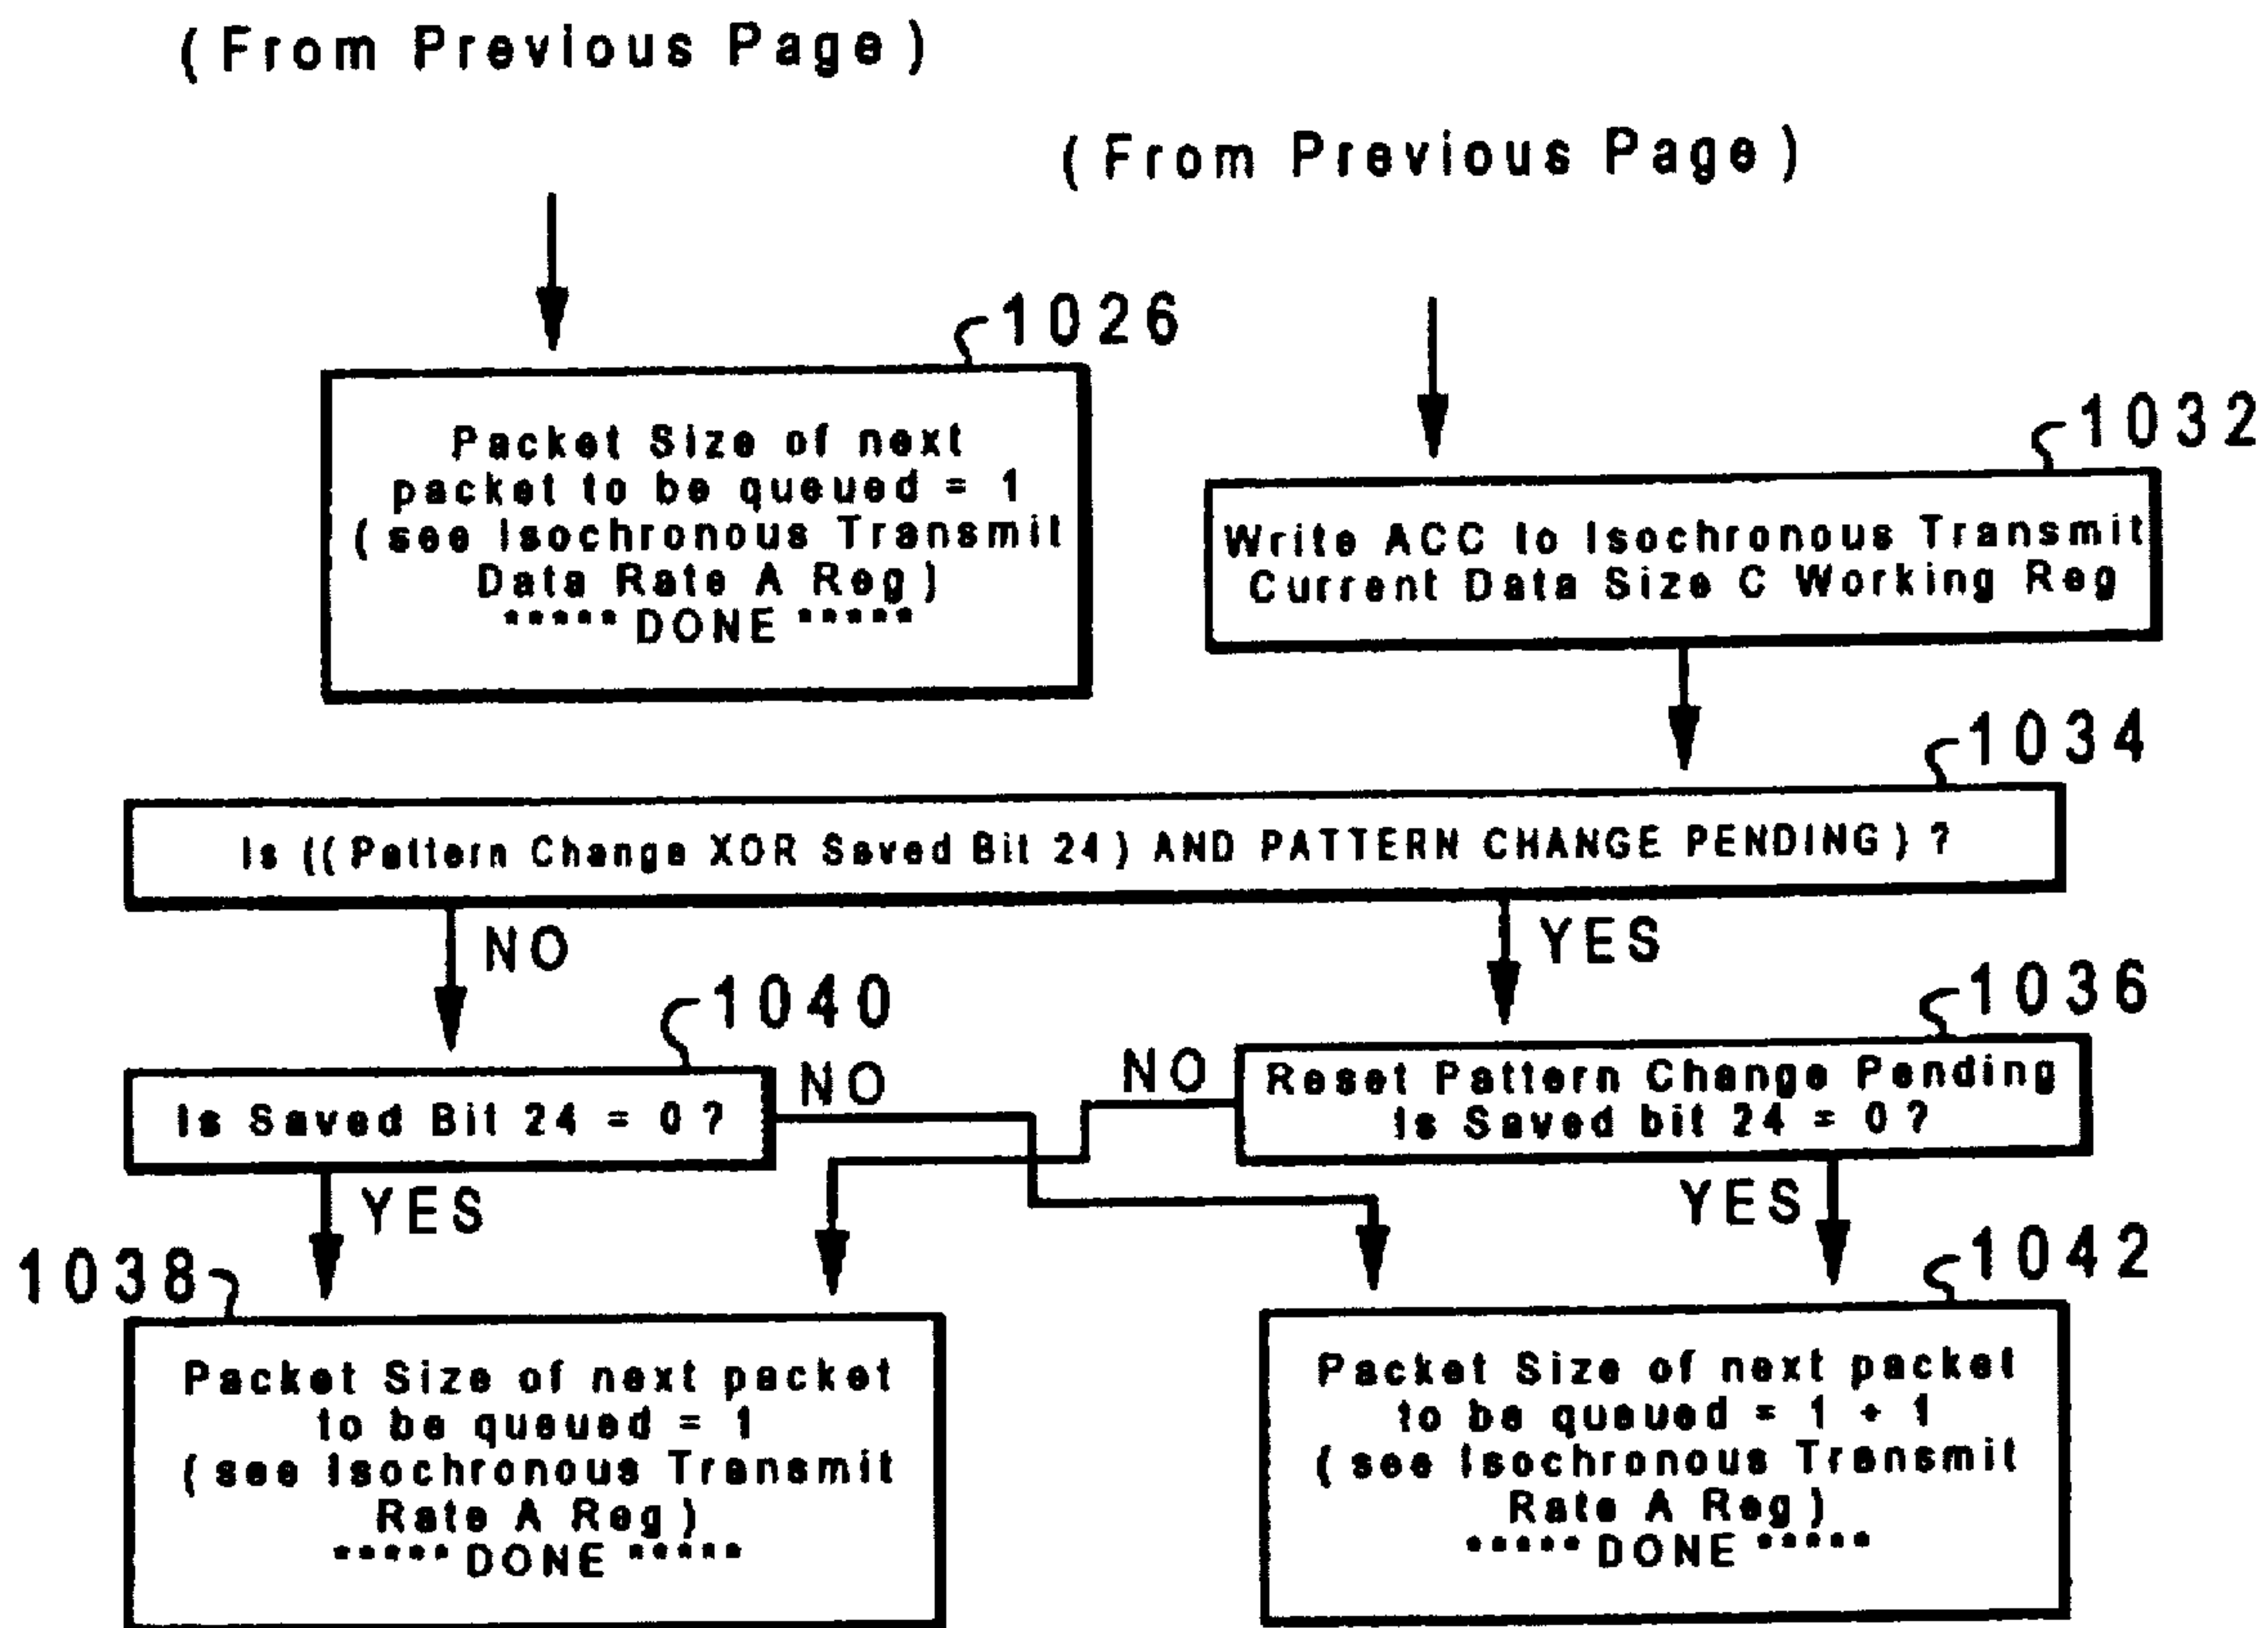 (From Previous Page)
(From Previous Page)
1026
Packet Size of next
packet to be queued = 1
(see Isochronous Transmit
Data Rate A Reg)
***** DONE *****
1032
Write ACC to Isochronous Transmit
Current Data Size C Working Reg
1034
Is ((Pattern Change XOR Saved Bit 24) AND PATTERN CHANGE PENDING) ?
NO
YES
1040
Is Saved Bit 24 = 0 ?
NO
YES
1036
Reset Pattern Change Pending
Is Saved bit 24 = 0 ?
NO
YES
1038
Packet Size of next packet
to be queued = 1
(see Isochronous Transmit
Rate A Reg)
***** DONE *****
1042
Packet Size of next packet
to be queued = 1 + 1
(see Isochronous Transmit
Rate A Reg)
***** DONE *****